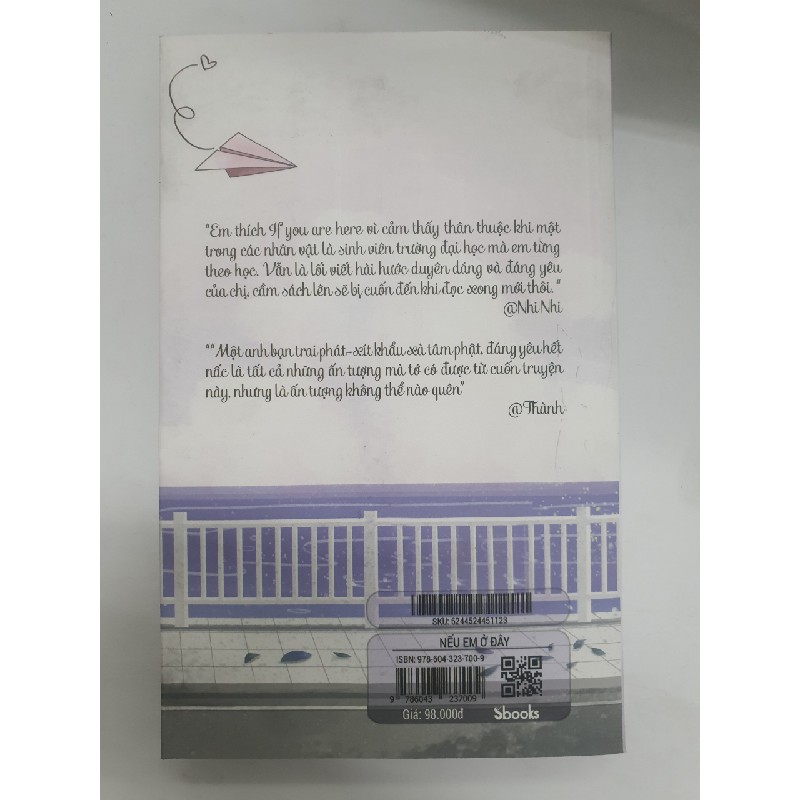 "Em thích If you are here vì cảm thấy thân thuộc khi một
trong các nhân vật là sinh viên trường đại học mà em từng
theo học. Vẫn là lối viết hài hước duyên dáng và đáng yêu
của chị, cầm sách lên sẽ bị cuốn đến khi đọc xong mới thôi."
@Nhi Nhi
""Một anh bạn trai phát-xít khẩu xà tâm phật, đáng yêu hết
nấc là tất cả những ấn tượng mà tớ có được từ cuốn truyện
này, nhưng là ấn tượng không thể nào quên"
@Thành
SKU: 6244524461123
NẾU EM Ở ĐÂY
ISBN: 978-604-323-700-9
9 786043 237009
Giá: 98.000đ
Sbooks